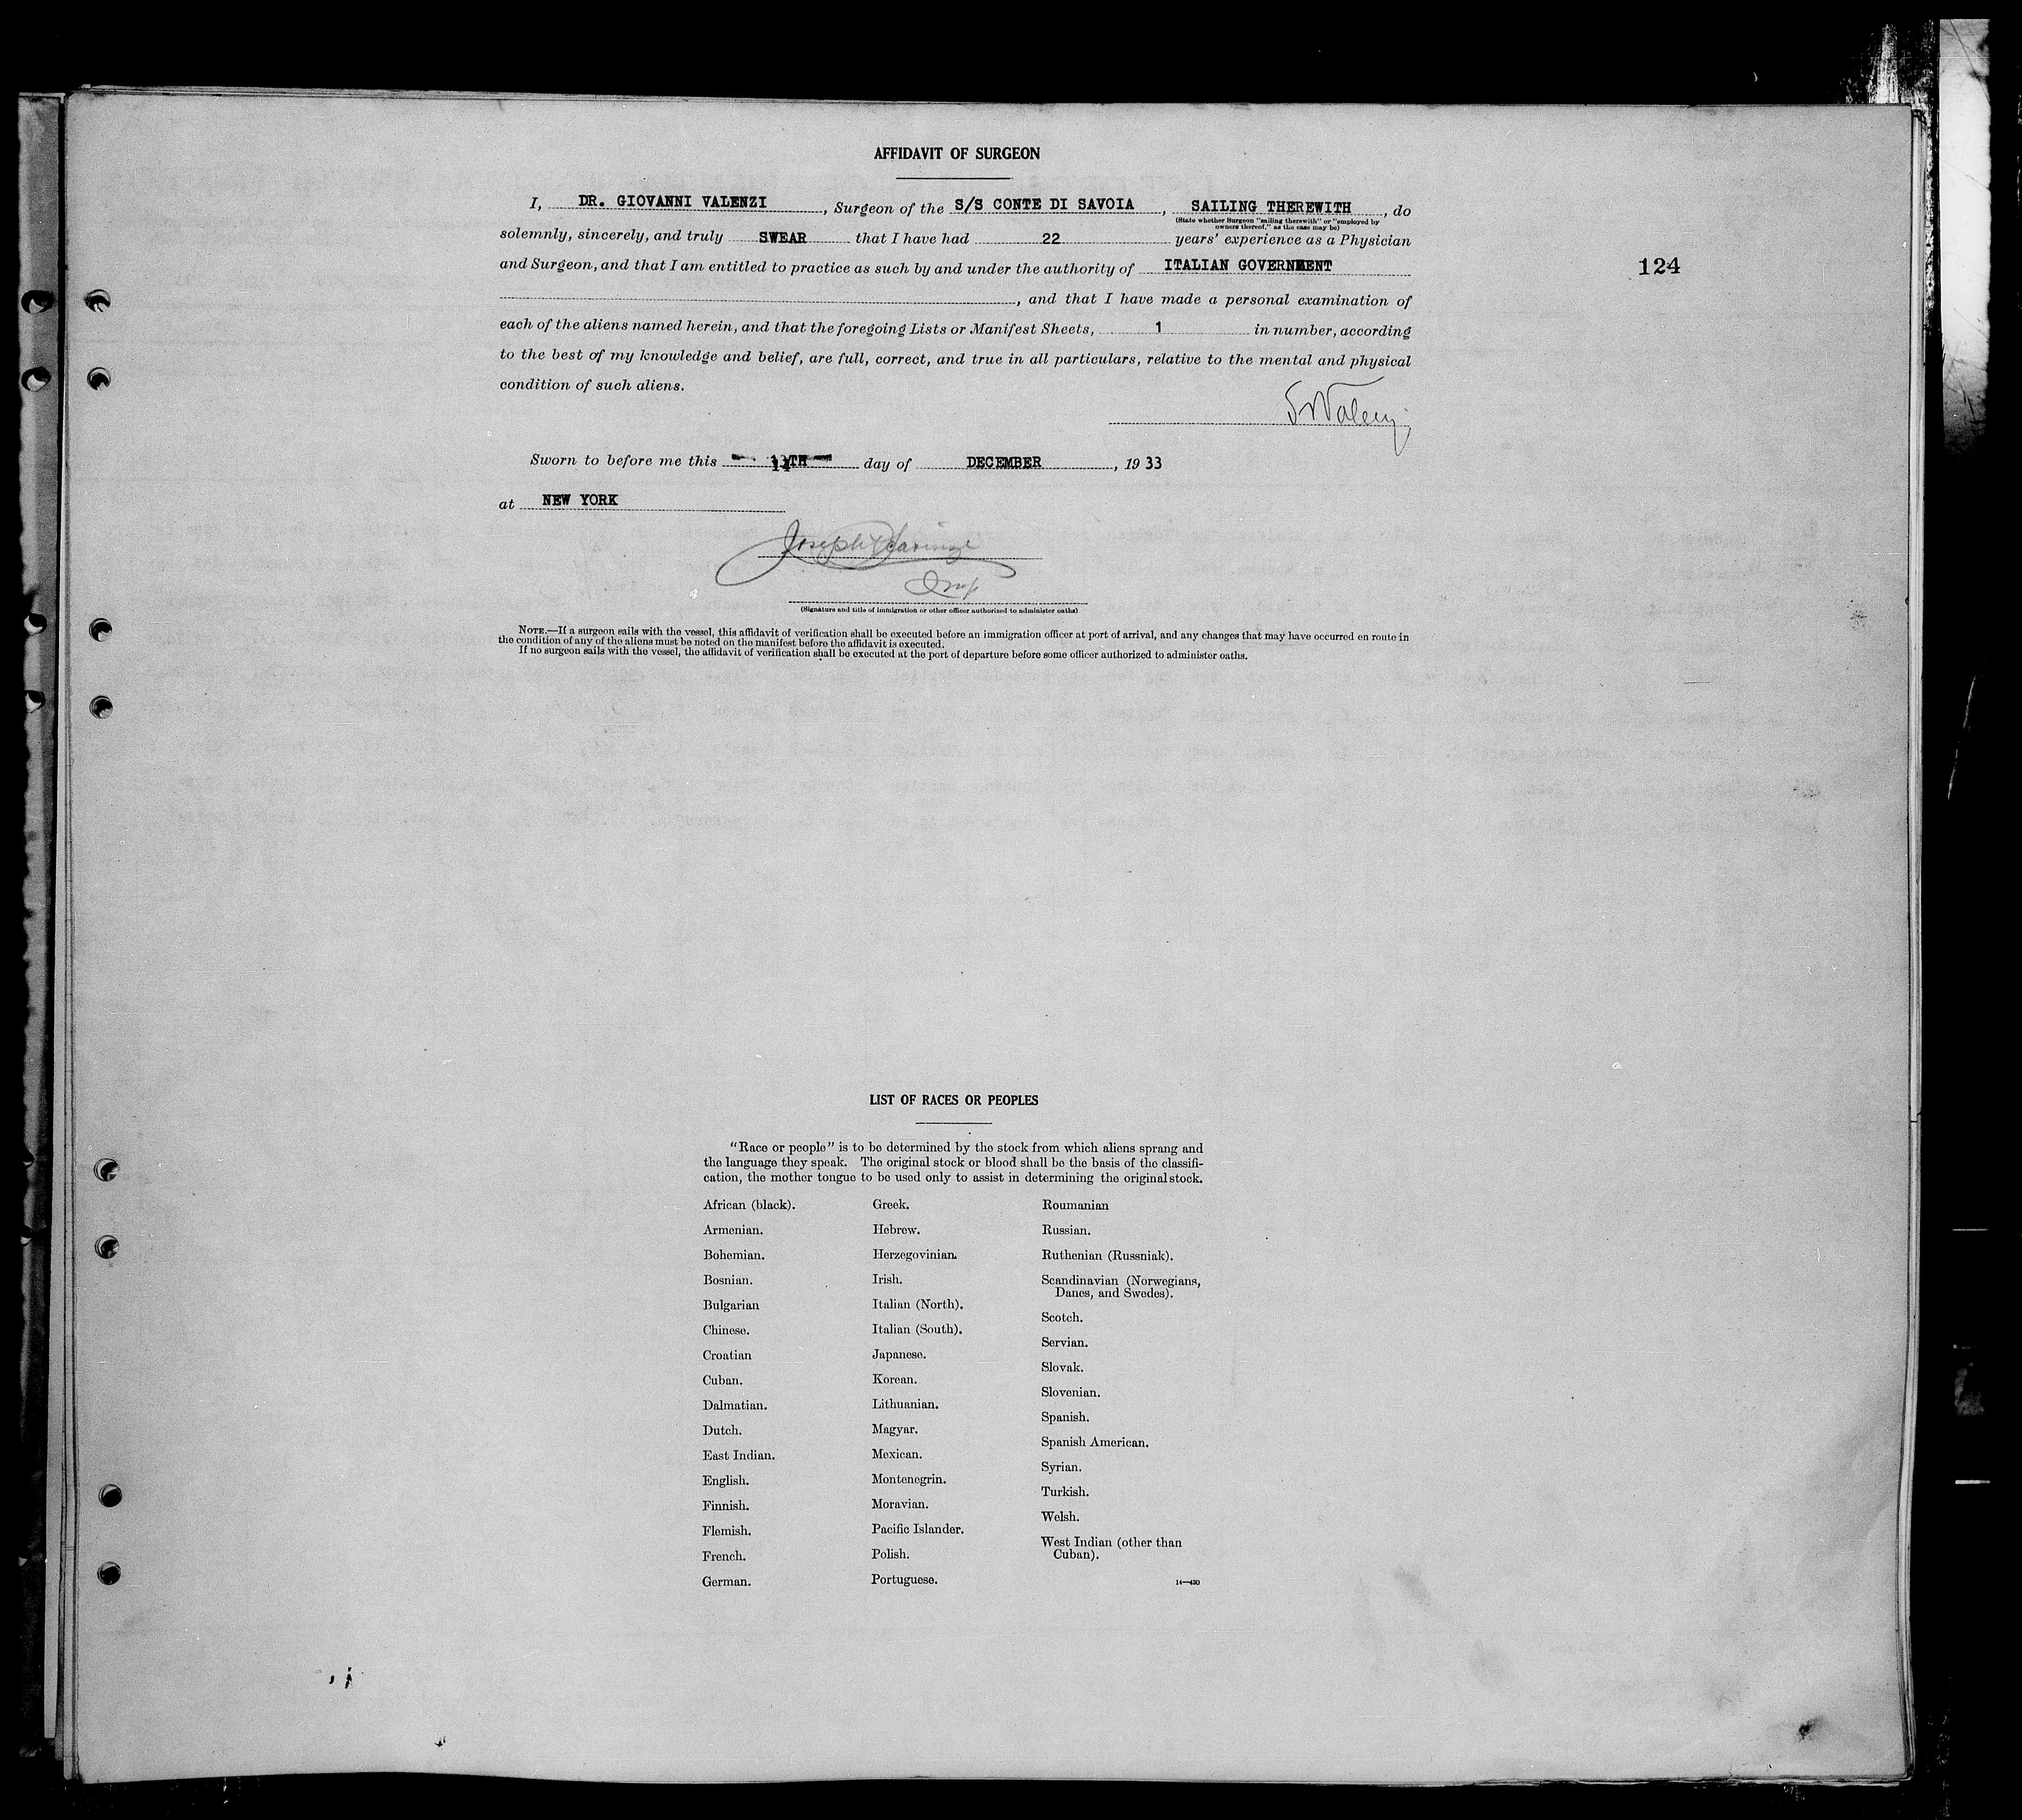 AFFIDAVIT OF SURGEON
I, DR. GIOVANNI VALENZI, Surgeon of the S/S CONTE DI SAVOIA, SAILING THEREWITH, do
(State whether Surgeon "sailing therewith" or "employed by
owners thereof," as the case may be)
solemnly, sincerely, and truly SWEAR that I have had 22 years' experience as a Physician
and Surgeon, and that I am entitled to practice as such by and under the authority of ITALIAN GOVERNMENT
124
, and that I have made a personal examination of
each of the aliens named herein, and that the foregoing Lists or Manifest Sheets, 1 in number, according
to the best of my knowledge and belief, are full, correct, and true in all particulars, relative to the mental and physical
condition of such aliens.
Sworn to before me this day of DECEMBER, 1933
at NEW YORK
Joseph
Insp
(Signature and title of immigration or other officer authorized to administer oaths)
NOTE.—If a surgeon sails with the vessel, this affidavit of verification shall be executed before an immigration officer at port of arrival, and any changes that may have occurred en route in
the condition of any of the aliens must be noted on the manifest before the affidavit is executed.
If no surgeon sails with the vessel, the affidavit of verification shall be executed at the port of departure before some officer authorized to administer oaths.
LIST OF RACES OR PEOPLES
"Race or people" is to be determined by the stock from which aliens sprang and
the language they speak. The original stock or blood shall be the basis of the classifi-
cation, the mother tongue to be used only to assist in determining the original stock.
African (black).
Armenian.
Bohemian.
Bosnian.
Bulgarian
Chinese.
Croatian
Cuban.
Dalmatian.
Dutch.
East Indian.
English.
Finnish.
Flemish.
French.
German.
Greek.
Hebrew.
Herzegovinian.
Irish.
Italian (North).
Italian (South).
Japanese.
Korean.
Lithuanian.
Magyar.
Mexican.
Montenegrin.
Moravian.
Pacific Islander.
Polish.
Portuguese.
Roumanian
Russian.
Ruthenian (Russniak).
Scandinavian (Norwegians,
Danes, and Swedes).
Scotch.
Servian.
Slovak.
Slovenian.
Spanish.
Spanish American.
Syrian.
Turkish.
Welsh.
West Indian (other than
Cuban).
14—430